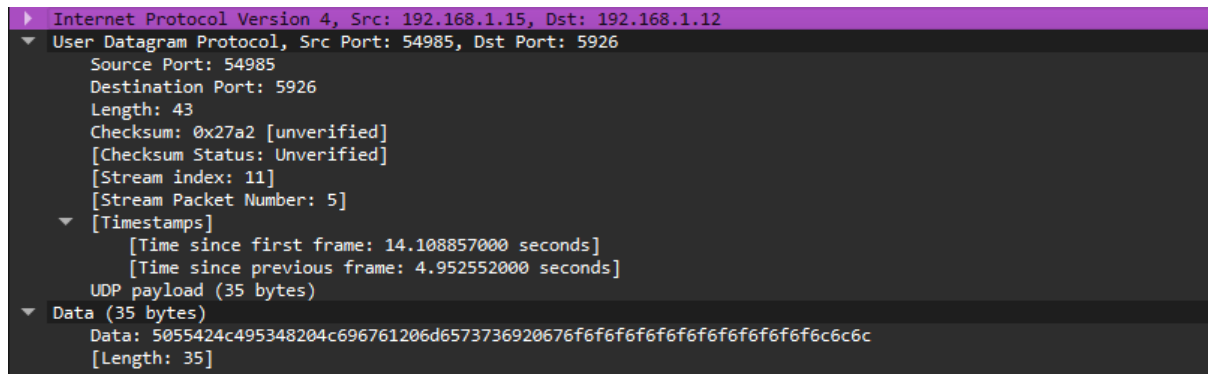 Internet Protocol Version 4, Src: 192.168.1.15, Dst: 192.168.1.12
User Datagram Protocol, Src Port: 54985, Dst Port: 5926
Source Port: 54985
Destination Port: 5926
Length: 43
Checksum: 0x27a2 [unverified]
[Checksum Status: Unverified]
[Stream index: 11]
[Stream Packet Number: 5]
[Timestamps]
[Time since first frame: 14.108857000 seconds]
[Time since previous frame: 4.952552000 seconds]
UDP payload (35 bytes)
Data (35 bytes)
Data: 5055424c495348204c696761206d6573736920676f6f6f6f6f6f6f6f6f6f6f6f6c6c6c
[Length: 35]